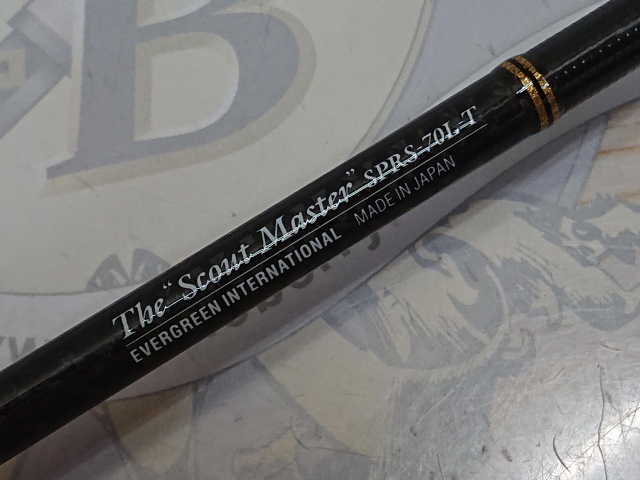 The "Scout Master" SPRS-70L-T
EVERGREEN INTERNATIONAL MADE IN JAPAN
B